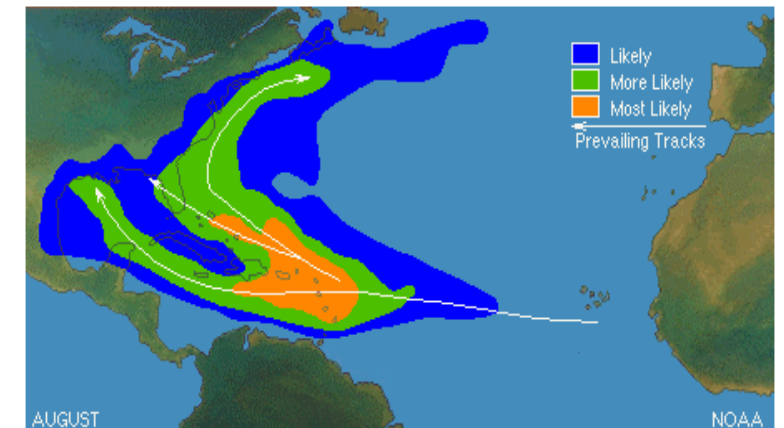 Likely
More Likely
Most Likely
Prevailing Tracks
AUGUST
NOAA